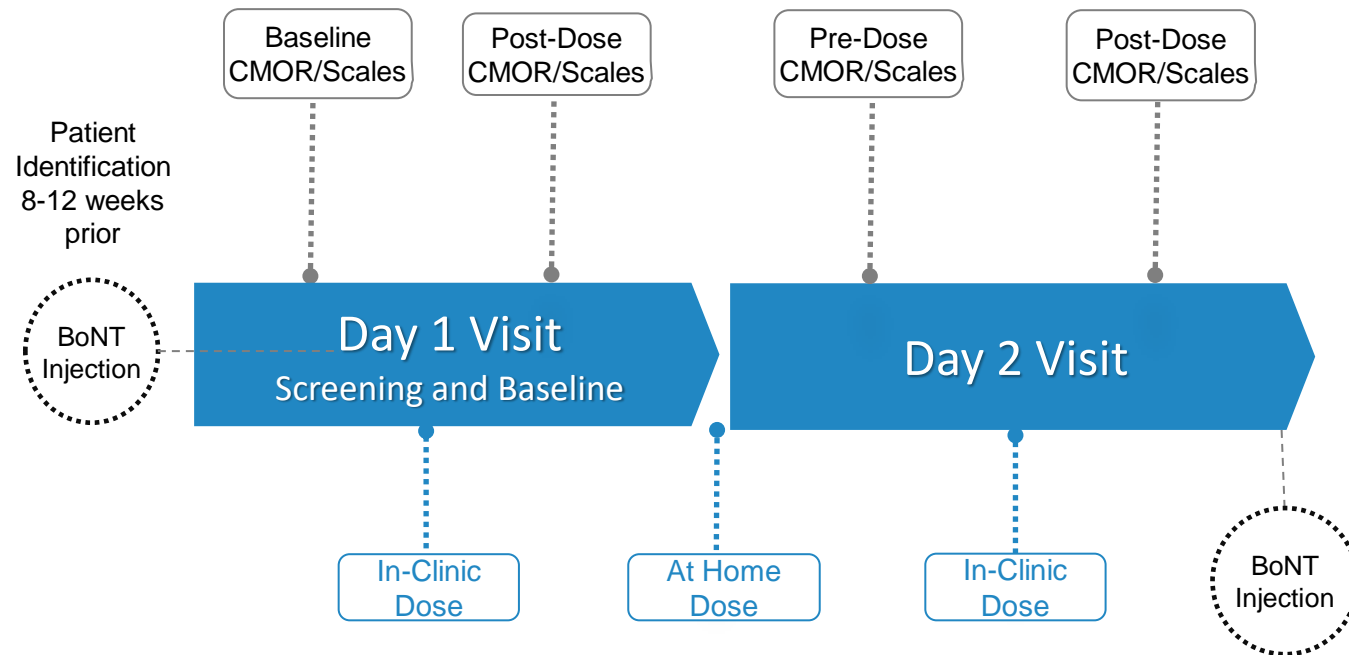 Baseline
CMOR/Scales
Post-Dose
CMOR/Scales
Pre-Dose
CMOR/Scales
Post-Dose
CMOR/Scales
Patient
Identification
8-12 weeks
prior
BoNT
Injection
Day 1 Visit
Screening and Baseline
Day 2 Visit
In-Clinic
Dose
At Home
Dose
In-Clinic
Dose
BoNT
Injection